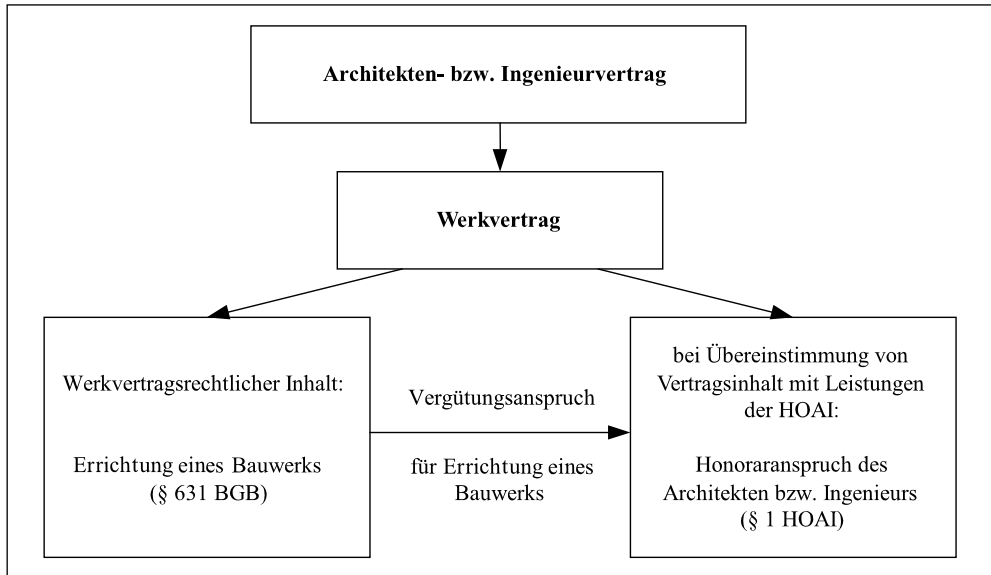 Architekten- bzw. Ingenieurvertrag
Werkvertrag
Werkvertragsrechtlicher Inhalt:
Errichtung eines Bauwerks
(§ 631 BGB)
Vergütungsanspruch
für Errichtung eines
Bauwerks
bei Übereinstimmung von
Vertragsinhalt mit Leistungen
der HOAI:
Honoraranspruch des
Architekten bzw. Ingenieurs
(§ 1 HOAI)